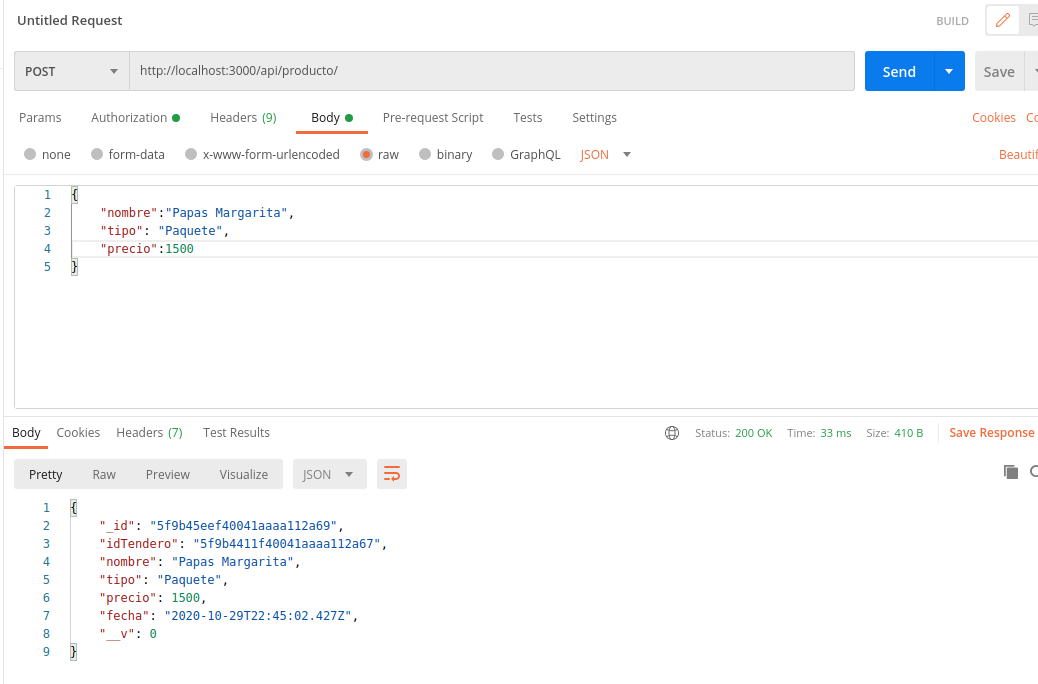 Untitled Request BUILD
POST http://localhost:3000/api/producto/ Send Save
Params Authorization Headers (9) Body Pre-request Script Tests Settings Cookies
none form-data x-www-form-urlencoded raw binary GraphQL JSON
1 {
2 "nombre":"Papas Margarita",
3 "tipo": "Paquete",
4 "precio":1500
5 }
Body Cookies Headers (7) Test Results Status: 200 OK Time: 33 ms Size: 410 B Save Response
Pretty Raw Preview Visualize JSON
1 {
2 "_id": "5f9b45eef40041aaaa112a69",
3 "idTendero": "5f9b4411f40041aaaa112a67",
4 "nombre": "Papas Margarita",
5 "tipo": "Paquete",
6 "precio": 1500,
7 "fecha": "2020-10-29T22:45:02.427Z",
8 "__v": 0
9 }